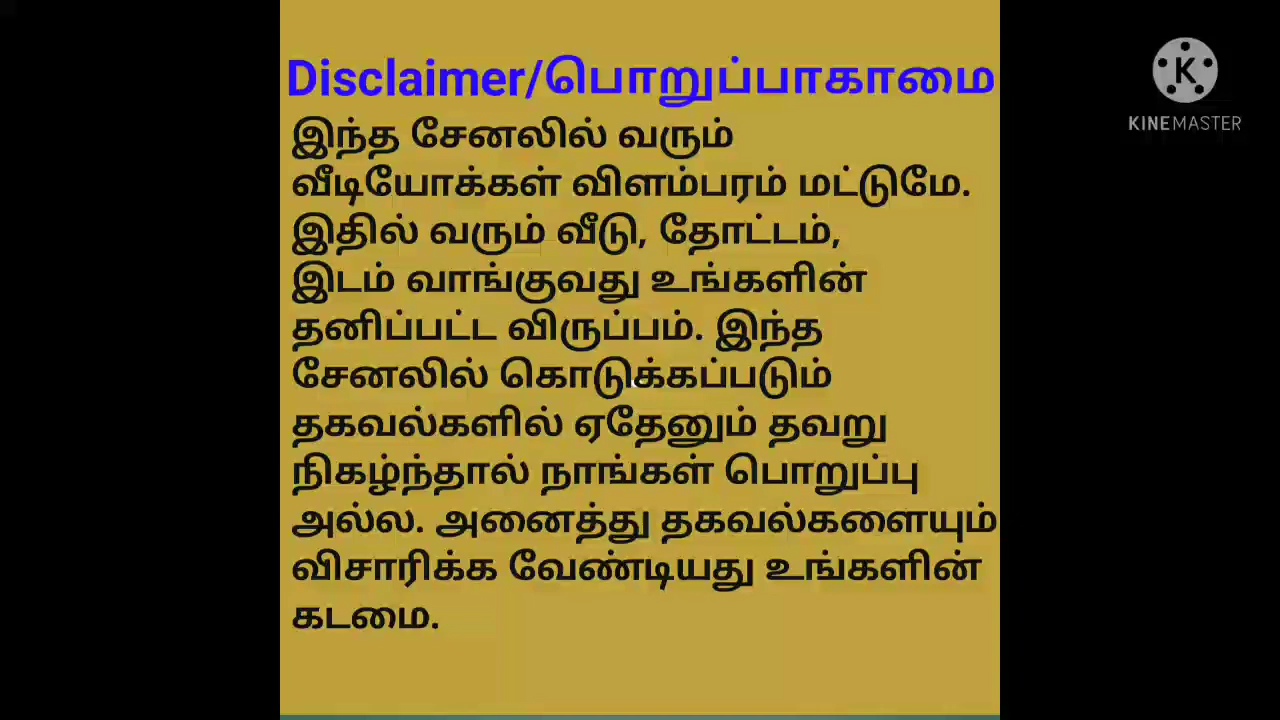 Disclaimer/பொறுப்பாகாமை
இந்த சேனலில் வரும்
வீடியோக்கள் விளம்பரம் மட்டுமே.
இதில் வரும் வீடு, தோட்டம்,
இடம் வாங்குவது உங்களின்
தனிப்பட்ட விருப்பம். இந்த
சேனலில் கொடுக்கப்படும்
தகவல்களில் ஏதேனும் தவறு
நிகழ்ந்தால் நாங்கள் பொறுப்பு
அல்ல. அனைத்து தகவல்களையும்
விசாரிக்க வேண்டியது உங்களின்
கடமை.
K
KINEMASTER